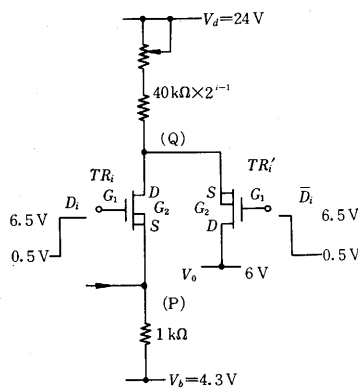 V_d=24 V
40 kΩ×2^{i-1}
(Q)
TR_i
TR_i′
D_i
G_1
D
G_2
S
S
G_2
D
G_1
D̅_i
6.5 V
0.5 V
6.5 V
0.5 V
V_0
6 V
(P)
1 kΩ
V_b=4.3 V